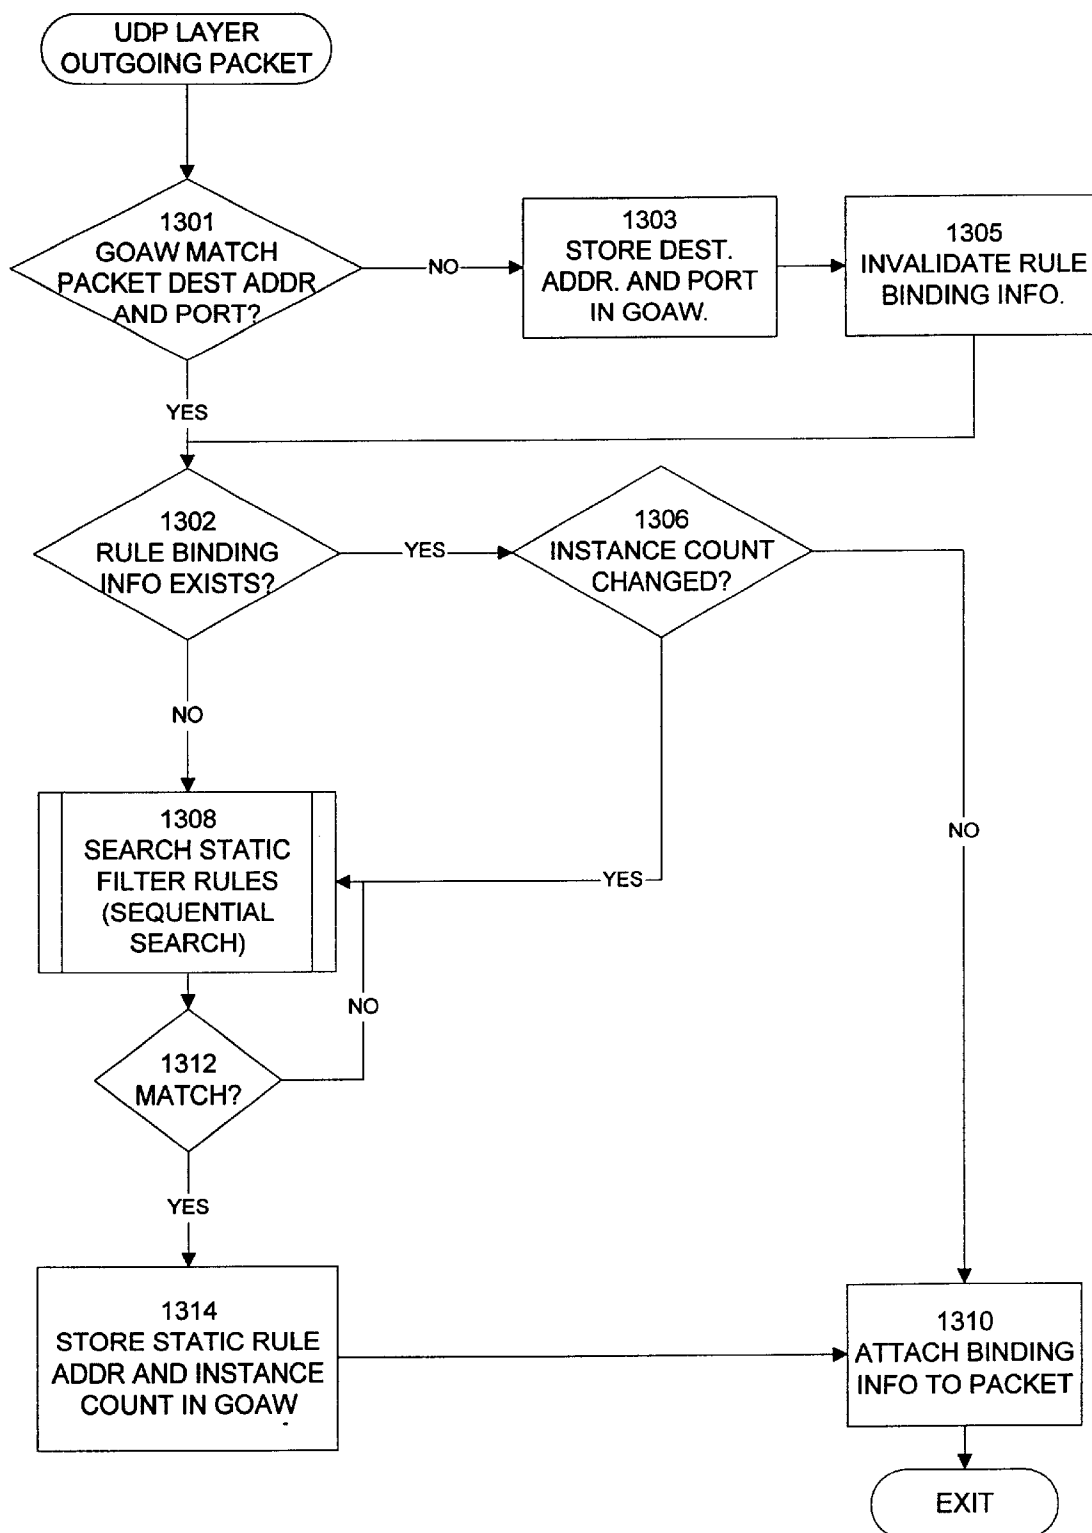 UDP LAYER
OUTGOING PACKET
1301
GOAW MATCH
PACKET DEST ADDR
AND PORT?
NO
1303
STORE DEST.
ADDR. AND PORT
IN GOAW.
1305
INVALIDATE RULE
BINDING INFO.
YES
1302
RULE BINDING
INFO EXISTS?
YES
1306
INSTANCE COUNT
CHANGED?
NO
NO
1308
SEARCH STATIC
FILTER RULES
(SEQUENTIAL
SEARCH)
YES
NO
1312
MATCH?
YES
1314
STORE STATIC RULE
ADDR AND INSTANCE
COUNT IN GOAW
1310
ATTACH BINDING
INFO TO PACKET
EXIT